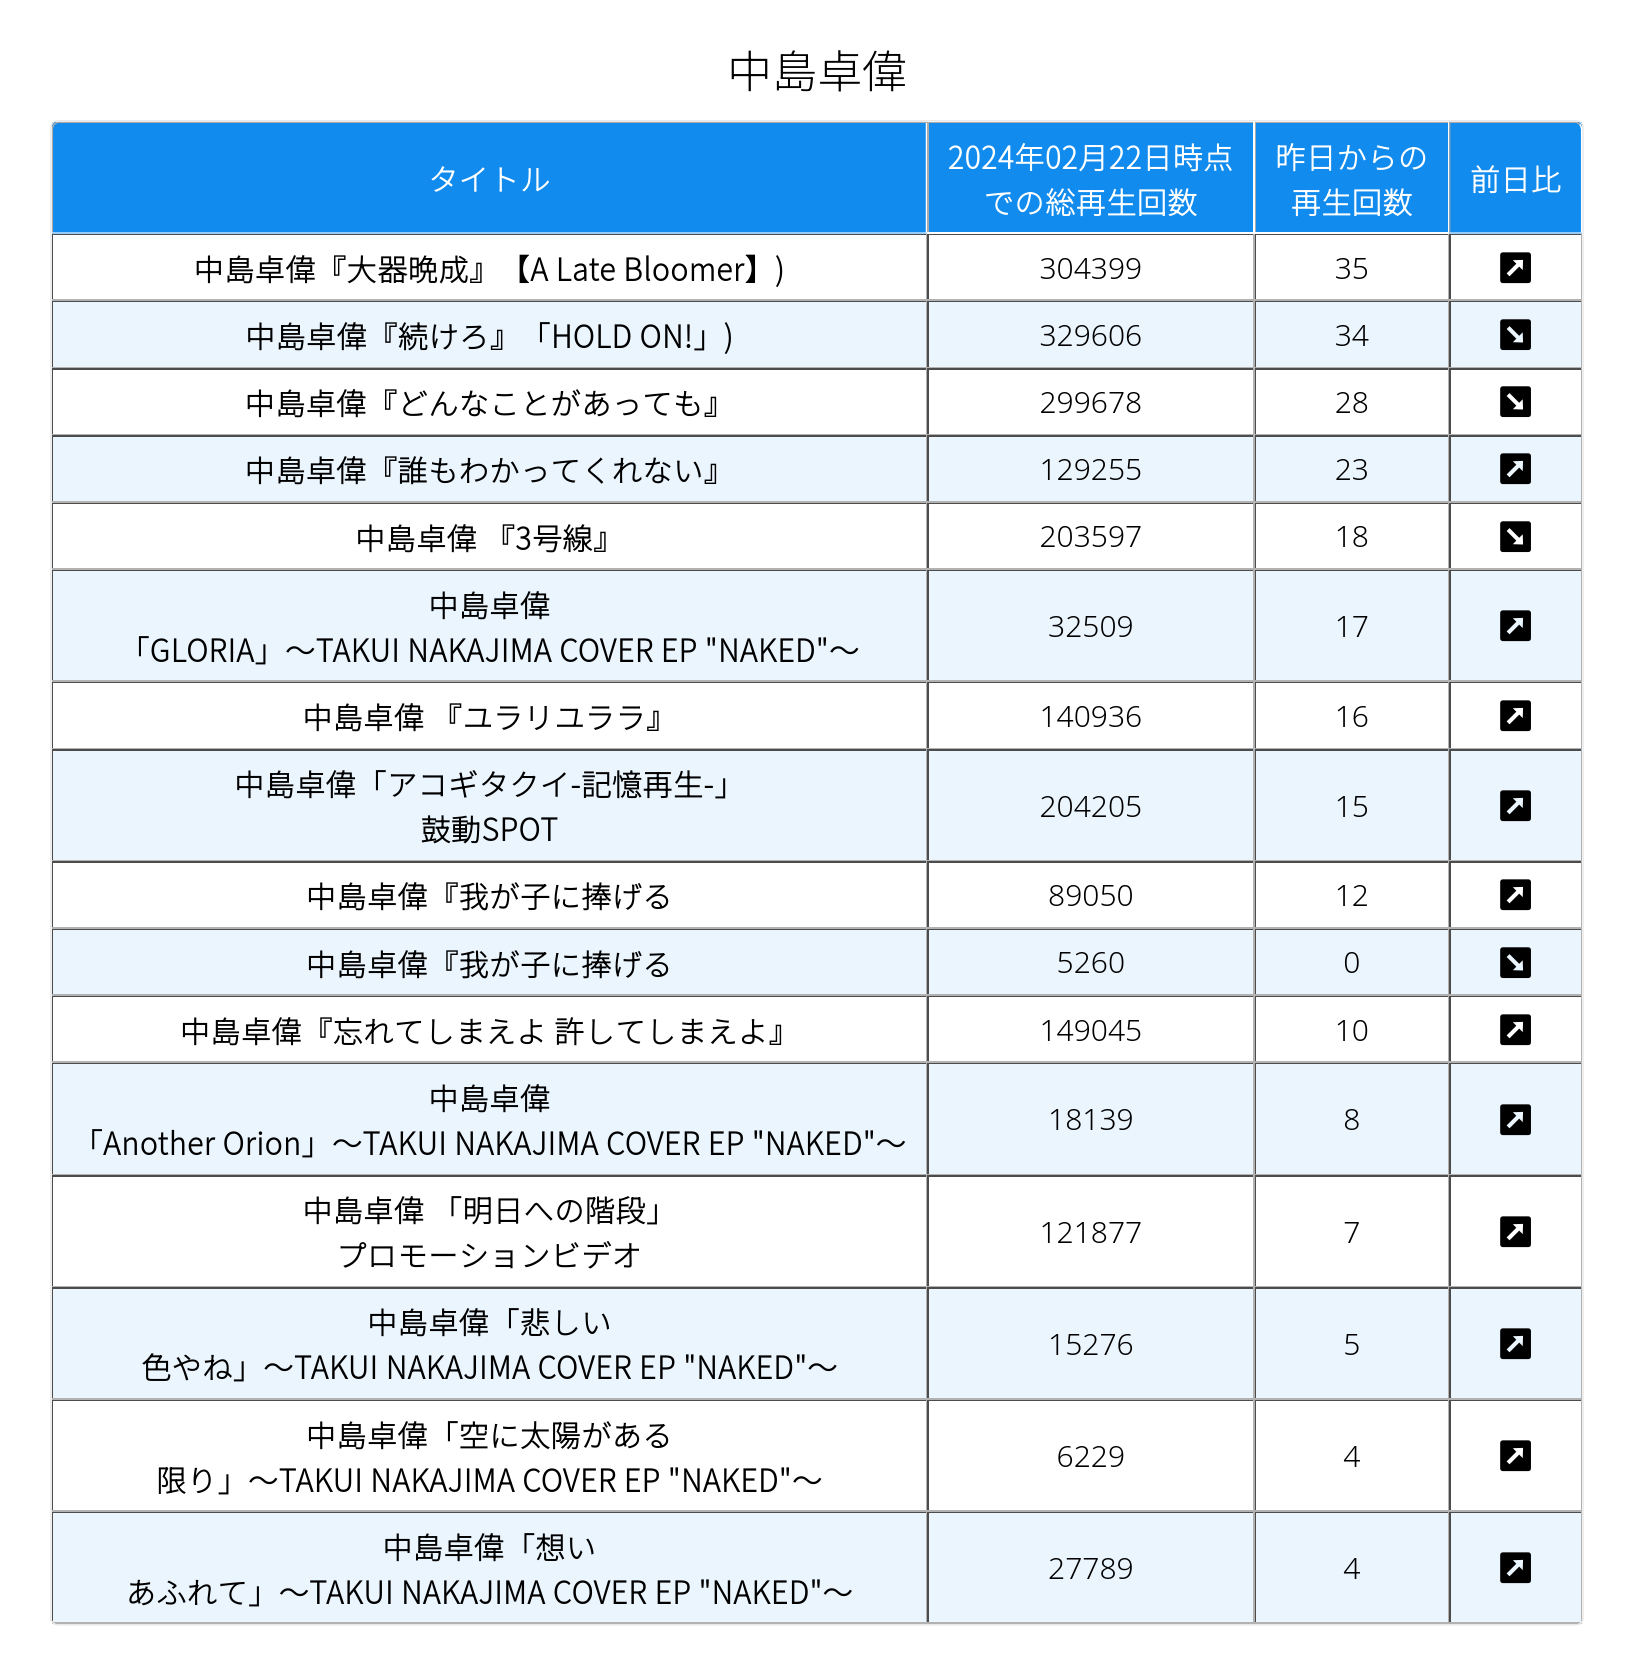 中島卓偉
タイトル
2024年02月22日時点
での総再生回数
昨日からの
再生回数
前日比
中島卓偉『大器晩成』【A Late Bloomer】)
304399
35
中島卓偉『続けろ』「HOLD ON!」)
329606
34
中島卓偉『どんなことがあっても』
299678
28
中島卓偉『誰もわかってくれない』
129255
23
中島卓偉 『3号線』
203597
18
中島卓偉
「GLORIA」〜TAKUI NAKAJIMA COVER EP "NAKED"〜
32509
17
中島卓偉 『ユラリユララ』
140936
16
中島卓偉「アコギタクイ-記憶再生-」
鼓動SPOT
204205
15
中島卓偉『我が子に捧げる
89050
12
中島卓偉『我が子に捧げる
5260
0
中島卓偉『忘れてしまえよ 許してしまえよ』
149045
10
中島卓偉
「Another Orion」〜TAKUI NAKAJIMA COVER EP "NAKED"〜
18139
8
中島卓偉 「明日への階段」
プロモーションビデオ
121877
7
中島卓偉「悲しい
色やね」〜TAKUI NAKAJIMA COVER EP "NAKED"〜
15276
5
中島卓偉「空に太陽がある
限り」〜TAKUI NAKAJIMA COVER EP "NAKED"〜
6229
4
中島卓偉「想い
あふれて」〜TAKUI NAKAJIMA COVER EP "NAKED"〜
27789
4